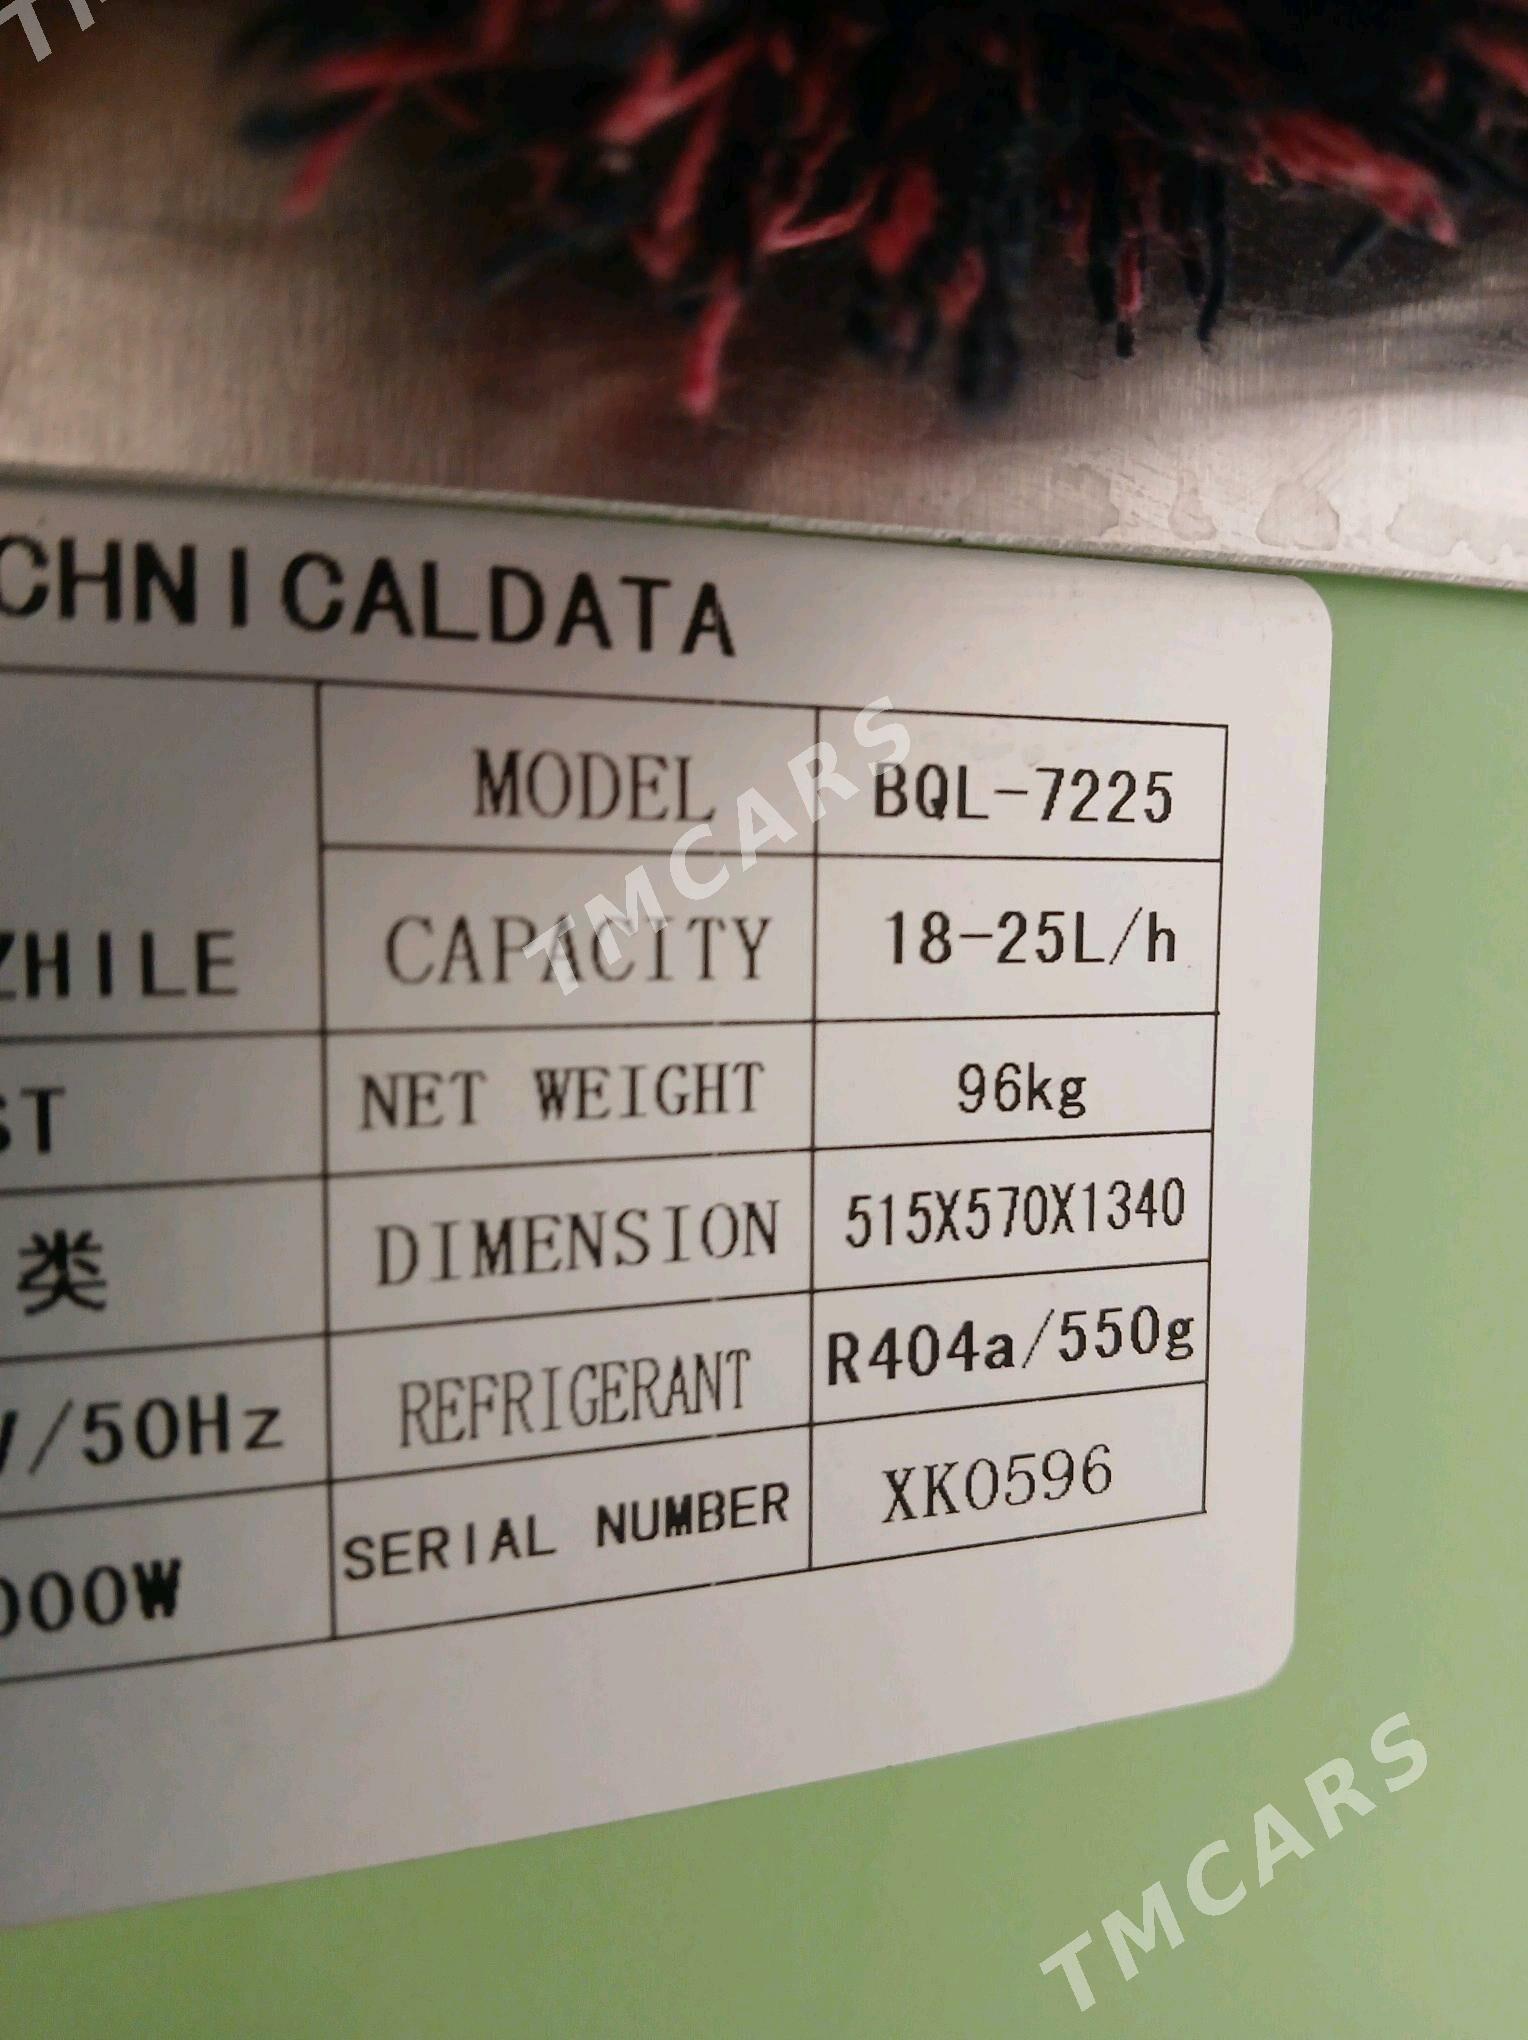 CHNICALDATA
MODEL BQL-7225
ZHILE CAPACITY 18-25L/h
ST NET WEIGHT 96kg
类 DIMENSION 515X570X1340
V/50Hz REFRIGERANT R404a/550g
000W SERIAL NUMBER XK0596
TMCARS
TMCARS